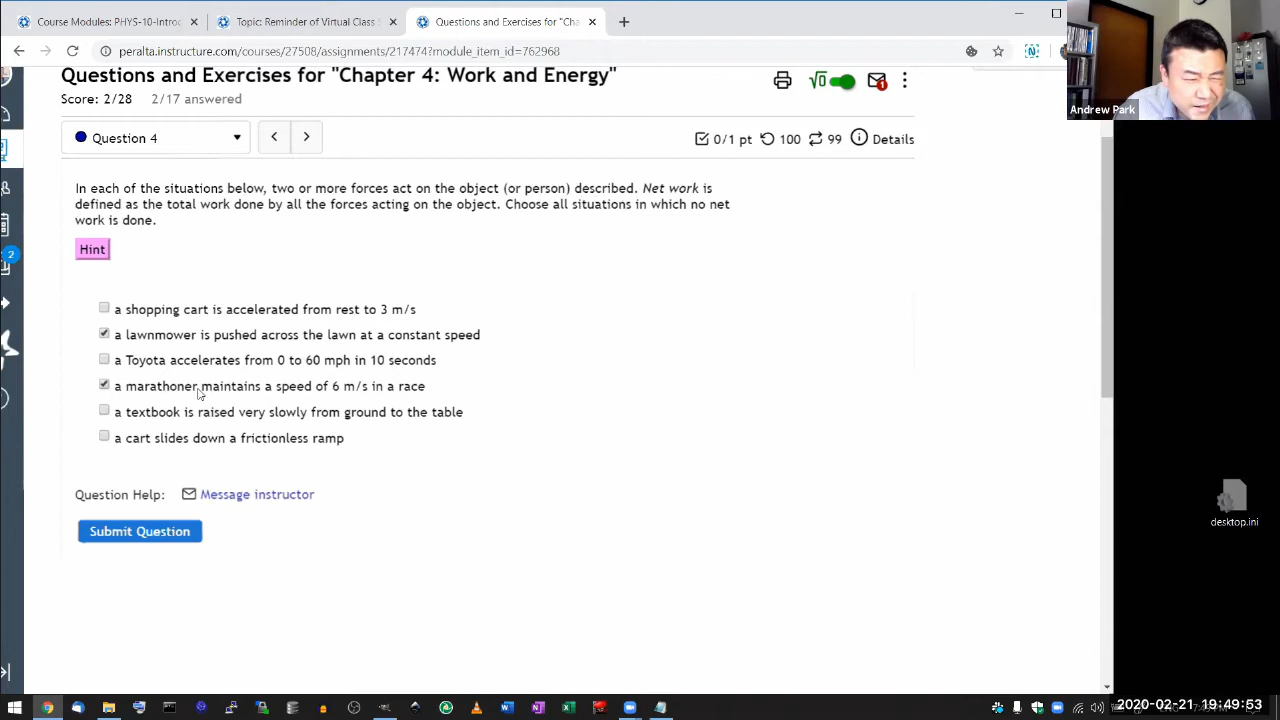 Course Modules: PHYS-10-Introd
Topic Reminder of Virtual Class S
Questions and Exercises for "Cha
peralta.instructure.com/courses/27508/assignments/217474?module_item_id=762968
Andrew Park
Questions and Exercises for "Chapter 4: Work and Energy"
Score: 2/28 2/17 answered
√0
1
Question 4
0/1 pt 100 99 Details
In each of the situations below, two or more forces act on the object (or person) described. Net work is
defined as the total work done by all the forces acting on the object. Choose all situations in which no net
work is done.
2
Hint
a shopping cart is accelerated from rest to 3 m/s
a lawnmower is pushed across the lawn at a constant speed
a Toyota accelerates from 0 to 60 mph in 10 seconds
a marathoner maintains a speed of 6 m/s in a race
a textbook is raised very slowly from ground to the table
a cart slides down a frictionless ramp
Question Help: Message instructor
Submit Question
desktop.ini
2020-02-21 19:49:53